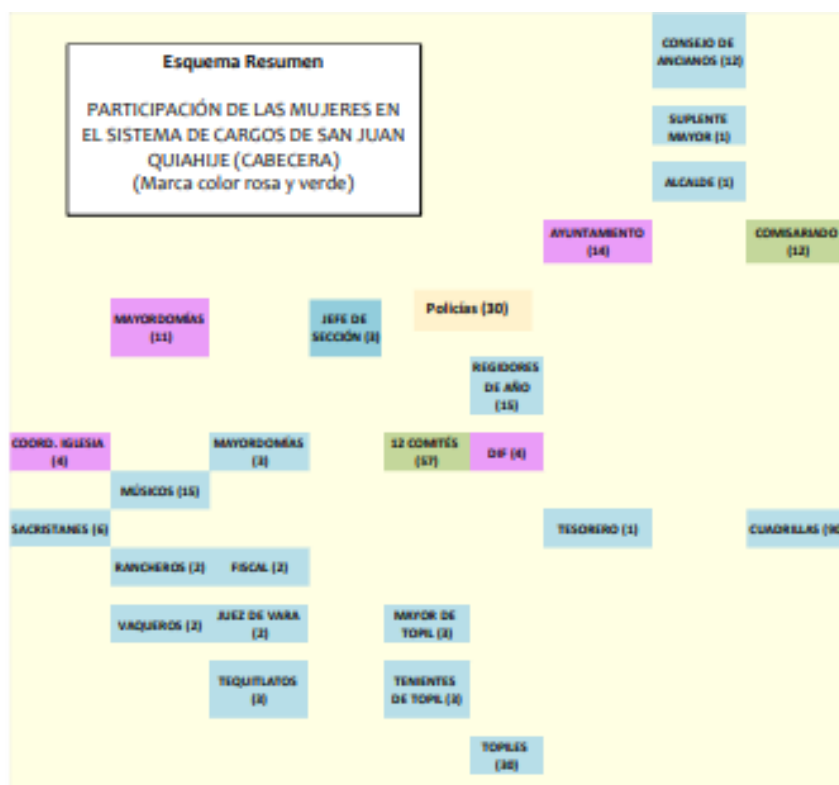 Esquema Resumen
PARTICIPACIÓN DE LAS MUJERES EN
EL SISTEMA DE CARGOS DE SAN JUAN
QUIAHIJE (CABECERA)
(Marca color rosa y verde)
CONSEJO DE
ANCIANOS (12)
SUPLENTE
MAYOR (1)
ALCALDE (1)
AYUNTAMIENTO
(14)
COMISARIADO
(12)
MAYORDOMÍAS
(11)
JEFE DE
SECCIÓN (3)
Policías (30)
REGIDORES
DE AÑO
(15)
COORD. IGLESIA
(4)
MAYORDOMÍAS
(3)
12 COMITÉS
(57)
DIF (4)
MÚSICOS (15)
SACRISTANES (6)
TESORERO (1)
CUADRILLAS
RANCHEROS (2)
FISCAL (2)
VAQUEROS (2)
JUEZ DE VARA
(2)
MAYOR DE
TOPIL (3)
TEQUITLATOS
(3)
TENIENTES
DE TOPIL (3)
TOPILES
(30)